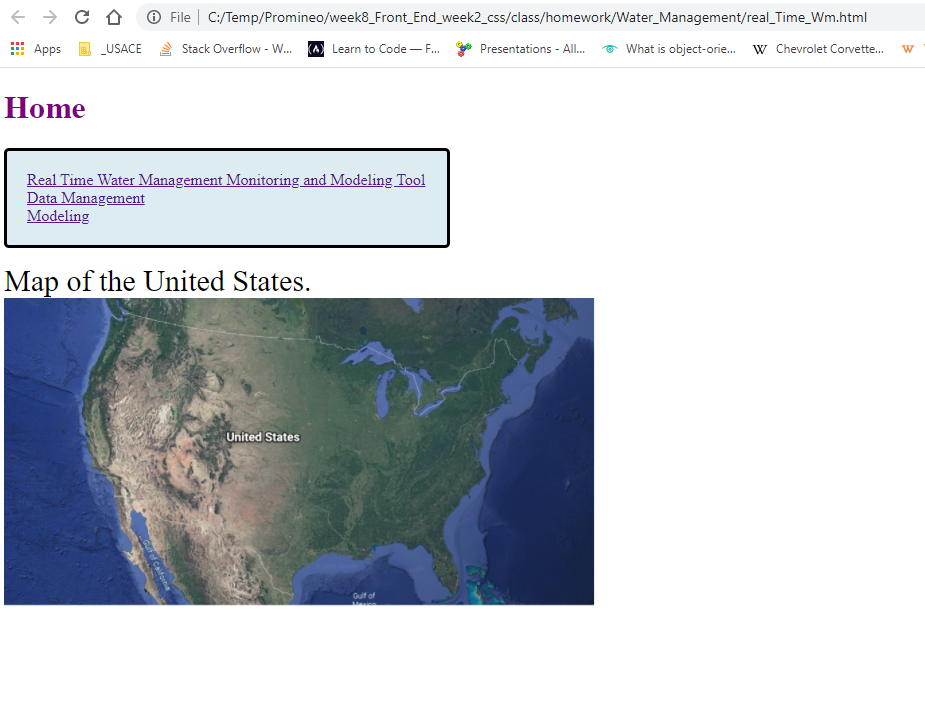 File | C:/Temp/Promineo/week8_Front_End_week2_css/class/homework/Water_Management/real_Time_Wm.html
Apps _USACE Stack Overflow - W... Learn to Code — F... Presentations - All... What is object-orie... Chevrolet Corvette...
Home
Real Time Water Management Monitoring and Modeling Tool
Data Management
Modeling
Map of the United States.
United States
Gulf of California
Gulf of
Mexico